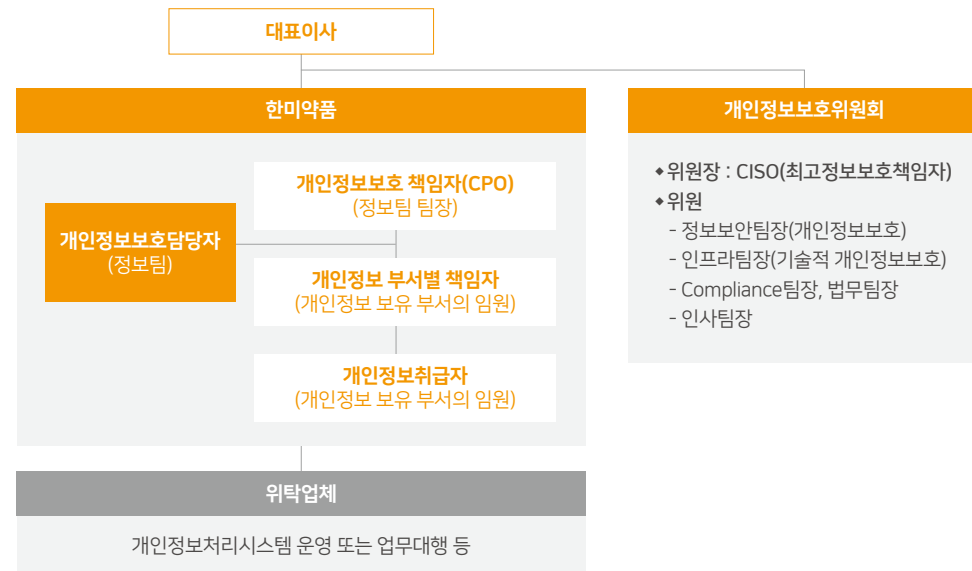 대표이사
한미약품
개인정보보호 책임자(CPO)
(정보팀 팀장)
개인정보보호담당자
(정보팀)
개인정보 부서별 책임자
(개인정보 보유 부서의 임원)
개인정보취급자
(개인정보 보유 부서의 임원)
위탁업체
개인정보처리시스템 운영 또는 업무대행 등
개인정보보호위원회
◆위원장 : CISO(최고정보보호책임자)
◆위원
- 정보보안팀장(개인정보보호)
- 인프라팀장(기술적 개인정보보호)
- Compliance팀장, 법무팀장
- 인사팀장